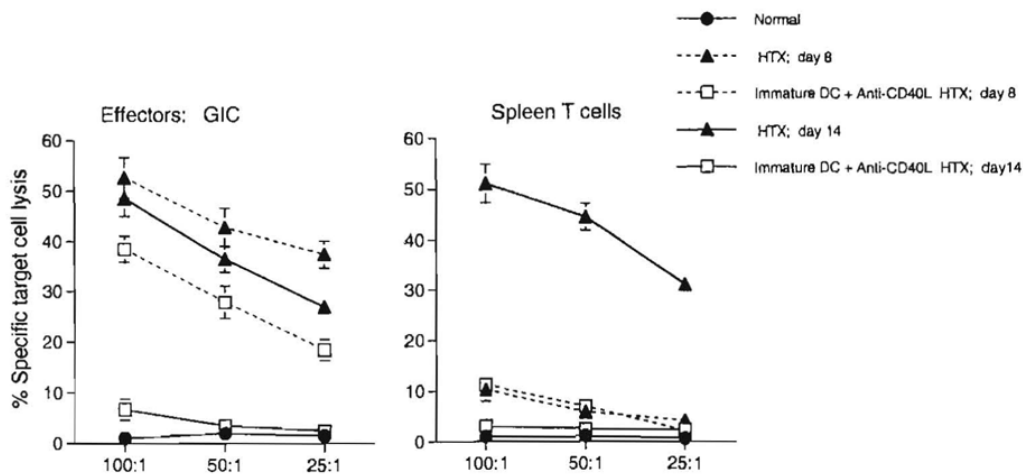 Normal
HTX; day 8
Immature DC + Anti-CD40L HTX; day 8
HTX; day 14
Immature DC + Anti-CD40L HTX; day14
Effectors: GIC
Spleen T cells
% Specific target cell lysis
60
50
40
30
20
10
0
100:1
50:1
25:1
60
50
40
30
20
10
0
100:1
50:1
25:1